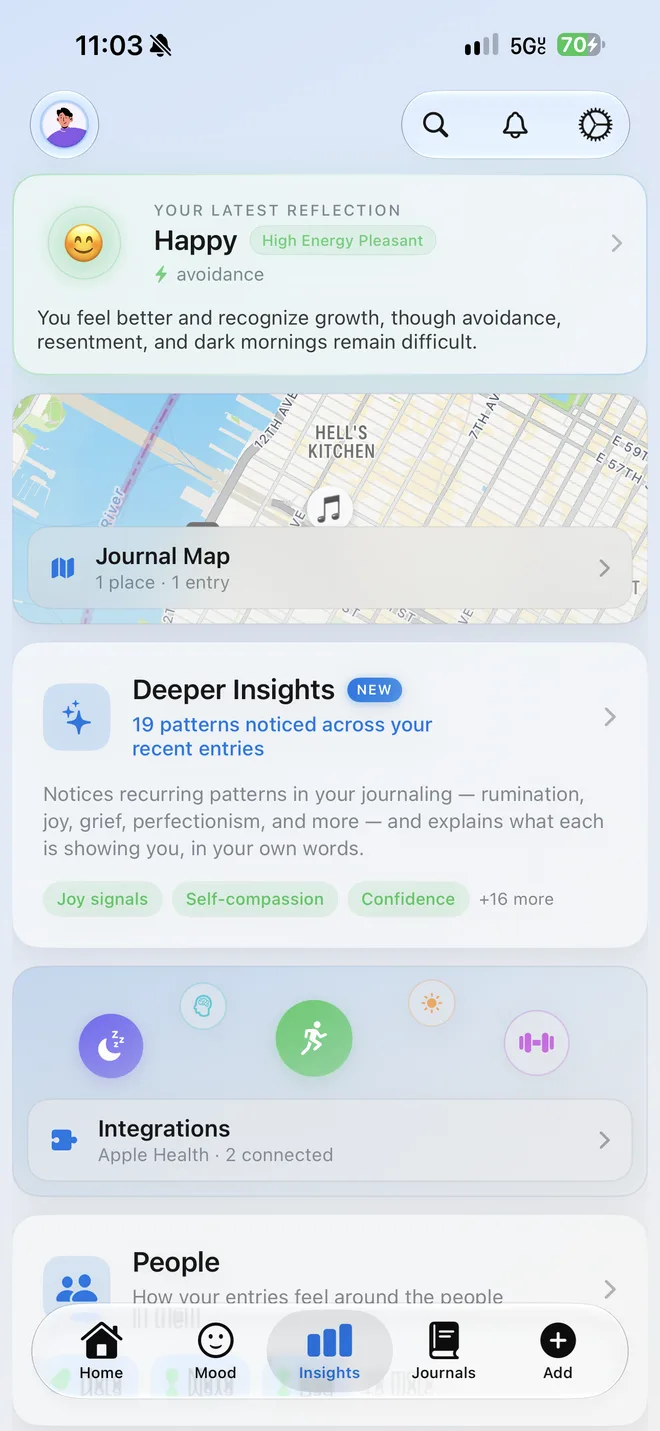 11:03
5G UC
70
YOUR LATEST REFLECTION
Happy High Energy Pleasant
avoidance
You feel better and recognize growth, though avoidance,
resentment, and dark mornings remain difficult.
12TH AVE
HELL'S
KITCHEN
7TH AVE
E 59T
E 57TH
River
VE
Journal Map
1 place · 1 entry
T
ST
VE
Deeper Insights NEW
19 patterns noticed across your
recent entries
Notices recurring patterns in your journaling — rumination,
joy, grief, perfectionism, and more — and explains what each
is showing you, in your own words.
Joy signals Self-compassion Confidence +16 more
Integrations
Apple Health · 2 connected
People
How your entries feel around the people
Home Mood Insights Journals Add